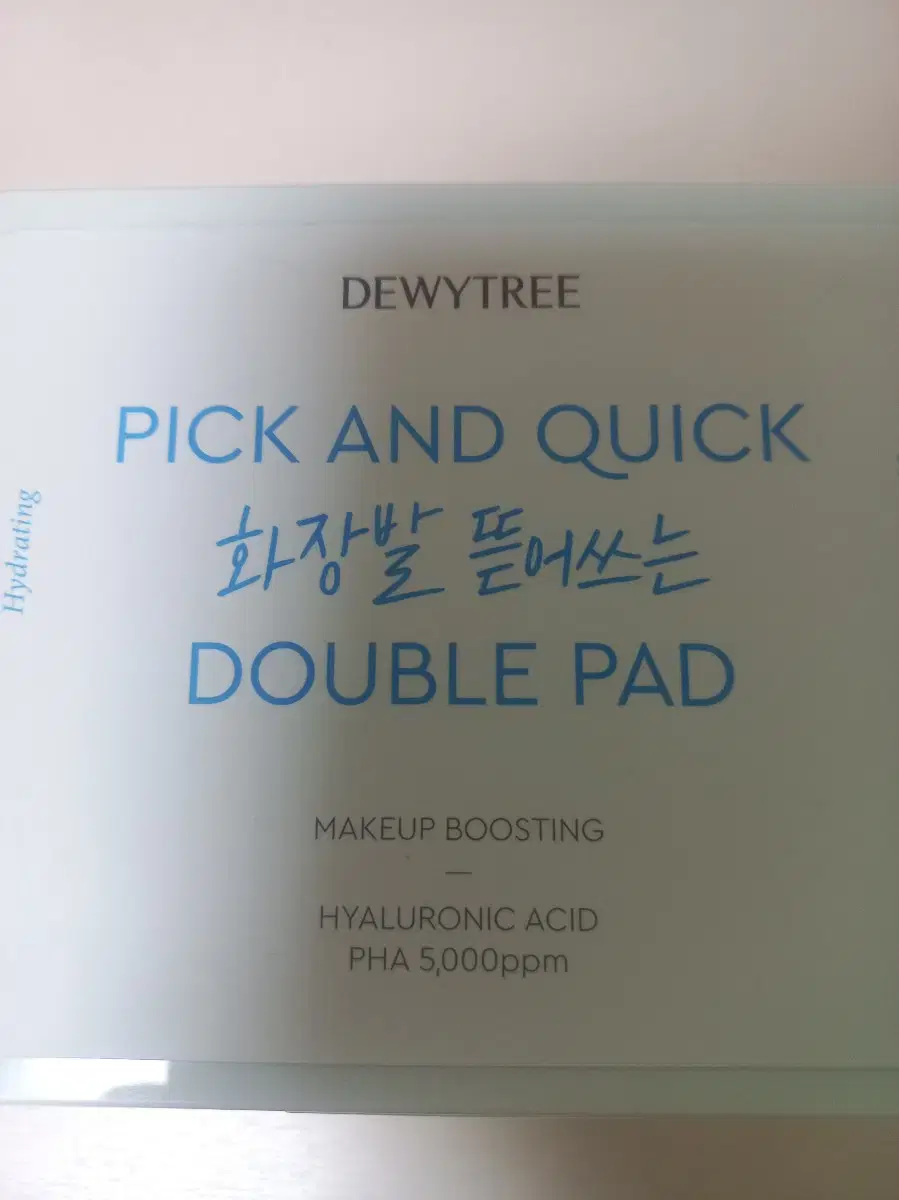 DEWYTREE
PICK AND QUICK
화장발 뜯어쓰는
DOUBLE PAD
MAKEUP BOOSTING
—
HYALURONIC ACID
PHA 5,000ppm
Hydrating